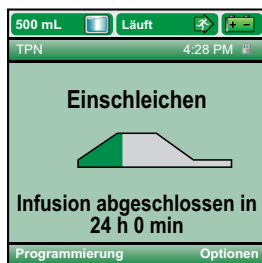 500 mL Läuft
TPN 4:28 PM
Einschleichen
Infusion abgeschlossen in
24 h 0 min
Programmierung Optionen